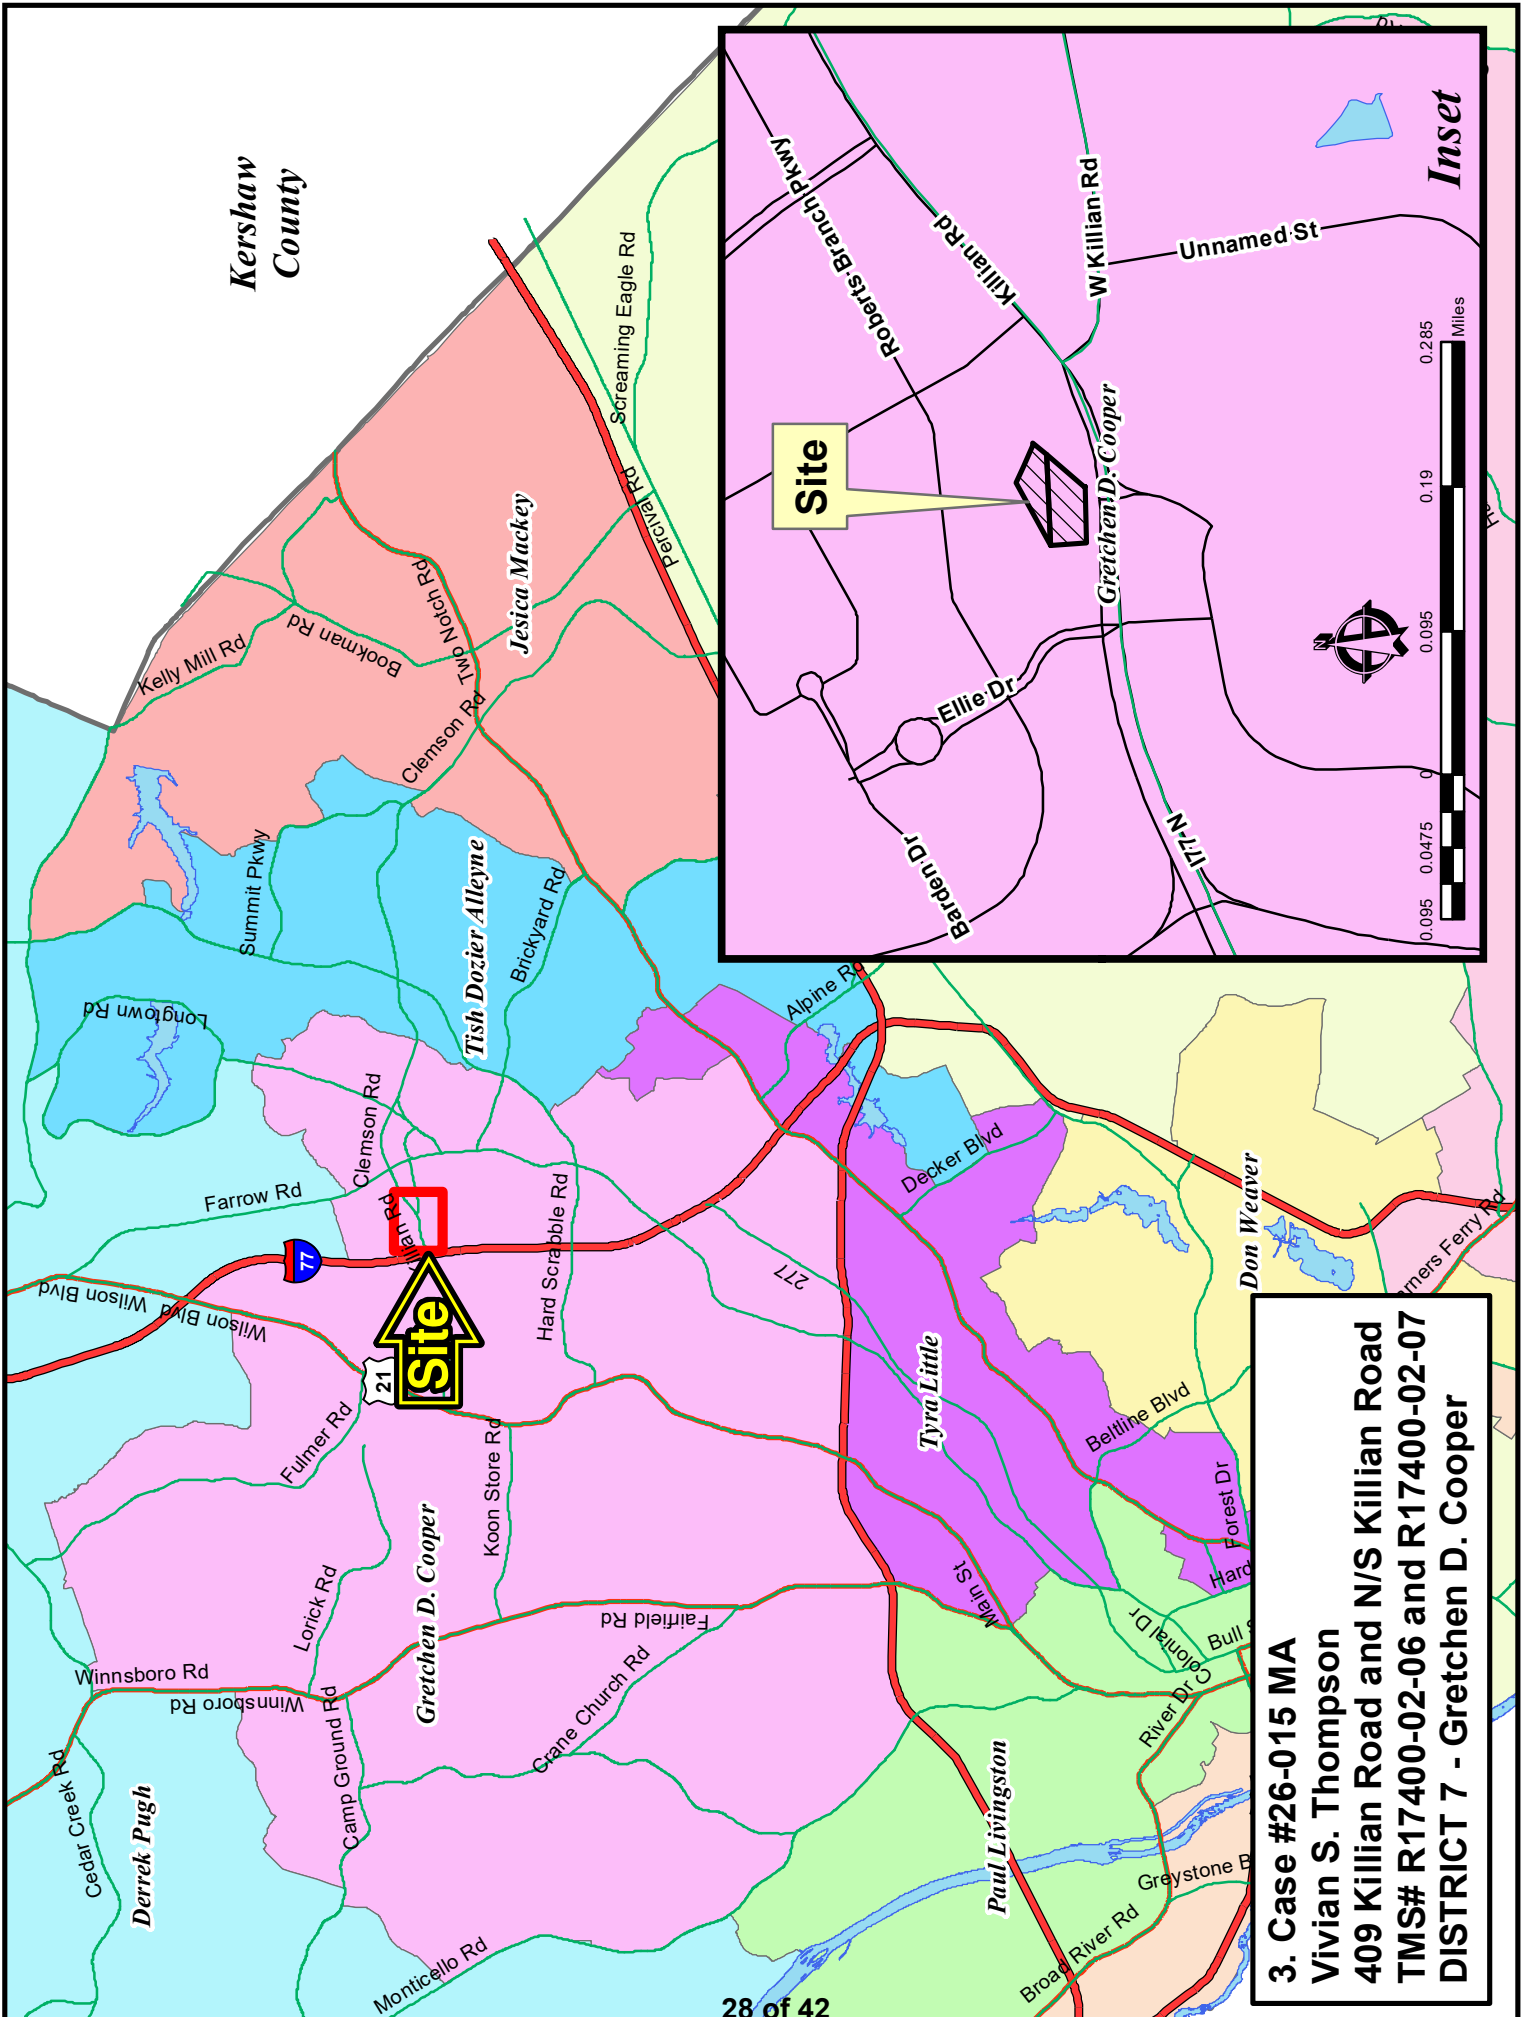 Kershaw
County
Screaming Eagle Rd
Percival Rd
Jesica Mackey
Two Notch Rd
Bookman Rd
Kelly Mill Rd
Clemson Rd
Summit Pkwy
Tish Dozier Alleyne
Brickyard Rd
Longtown Rd
Alpine Rd
Clemson Rd
Farrow Rd
Killian Rd
Hard Scrabble Rd
77
Wilson Blvd
Wilson Blvd
277
Decker Blvd
Don Weaver
Site
21
Fulmer Rd
Koon Store Rd
Tyra Little
Beltline Blvd
Forest Dr
Lorick Rd
Gretchen D. Cooper
Fairfield Rd
Main St
Colonial Dr
Winnsboro Rd
Winnsboro Rd
Camp Ground Rd
Crane Church Rd
River Dr
Cedar Creek Rd
Derrek Pugh
Paul Livingston
Monticello Rd
Broad River Rd
Roberts Branch Pkwy
Killian Rd
W Killian Rd
Unnamed St
Inset
Site
Gretchen D. Cooper
Ellie Dr
Barden Dr
I77 N
N
0.095 0.0475 0 0.095 0.19 0.285
Miles
3. Case #26-015 MA
Vivian S. Thompson
409 Killian Road and N/S Killian Road
TMS# R17400-02-06 and R17400-02-07
DISTRICT 7 - Gretchen D. Cooper
28 of 42